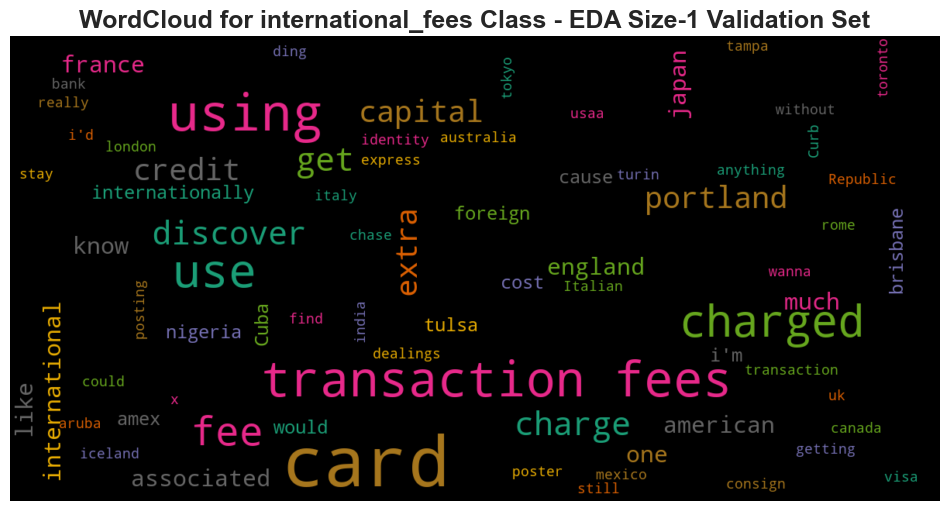 WordCloud for international_fees Class - EDA Size-1 Validation Set
ding
tampa
france
tokyo
japan
toronto
bank
using
capital
really
usaa
without
i'd
identity
australia
Curb
london
get
express
stay
credit
cause
turin
anything
Republic
internationally
italy
portland
foreign
rome
brisbane
discover
chase
extra
know
use
england
wanna
cost
Italian
much
posting
nigeria
Cuba
find
india
tulsa
charged
international
dealings
i'm
could
transaction fees
transaction
like
x
uk
aruba
amex
fee
would
charge
american
canada
iceland
card
one
getting
associated
poster
mexico
still
consign
visa